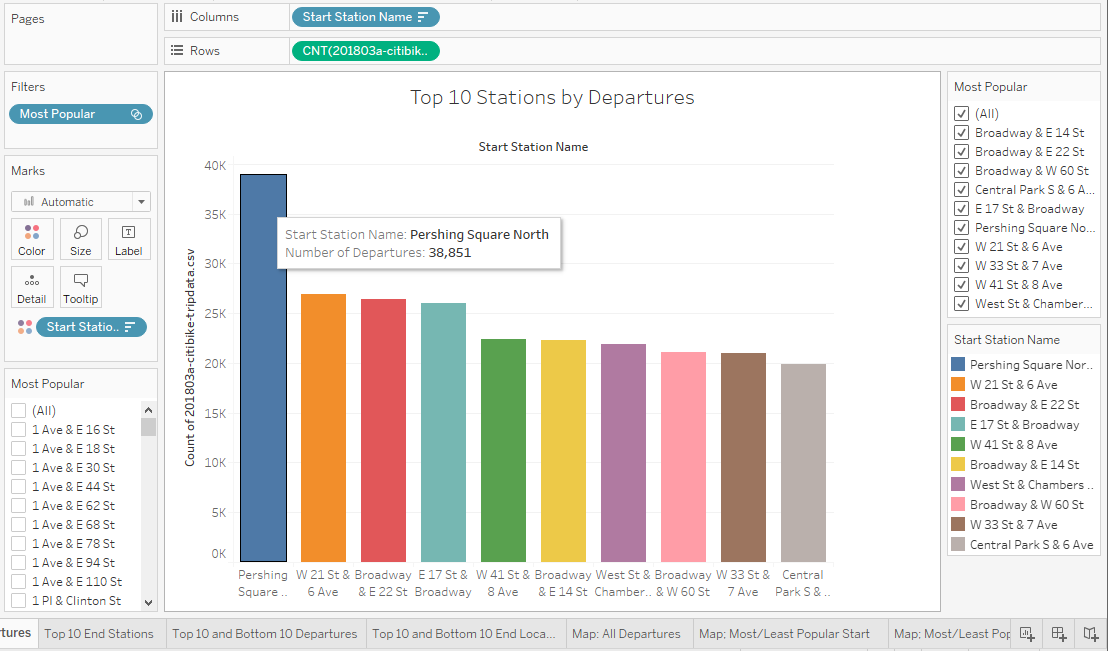 Pages
Columns
Start Station Name
Rows
CNT(201803a-citibik..
Filters
Most Popular
Marks
Automatic
Color
Size
Label
Detail
Tooltip
Start Statio..
Most Popular
(All)
1 Ave & E 16 St
1 Ave & E 18 St
1 Ave & E 30 St
1 Ave & E 44 St
1 Ave & E 62 St
1 Ave & E 68 St
1 Ave & E 78 St
1 Ave & E 94 St
1 Ave & E 110 St
1 Pl & Clinton St
Top 10 Stations by Departures
Start Station Name
Count of 201803a-citibike-tripdata.csv
40K
35K
30K
25K
20K
15K
10K
5K
0K
Start Station Name: Pershing Square North
Number of Departures: 38,851
Pershing
Square ..
W 21 St &
6 Ave
Broadway
& E 22 St
E 17 St &
Broadway
W 41 St &
8 Ave
Broadway
& E 14 St
West St &
Chamber..
Broadway
& W 60 St
W 33 St &
7 Ave
Central
Park S & ..
Most Popular
(All)
Broadway & E 14 St
Broadway & E 22 St
Broadway & W 60 St
Central Park S & 6 A...
E 17 St & Broadway
Pershing Square No...
W 21 St & 6 Ave
W 33 St & 7 Ave
W 41 St & 8 Ave
West St & Chamber...
Start Station Name
Pershing Square Nor..
W 21 St & 6 Ave
Broadway & E 22 St
E 17 St & Broadway
W 41 St & 8 Ave
Broadway & E 14 St
West St & Chambers ..
Broadway & W 60 St
W 33 St & 7 Ave
Central Park S & 6 Ave
rtures
Top 10 End Stations
Top 10 and Bottom 10 Departures
Top 10 and Bottom 10 End Loca...
Map: All Departures
Map: Most/Least Popular Start
Map; Most/Least Pop